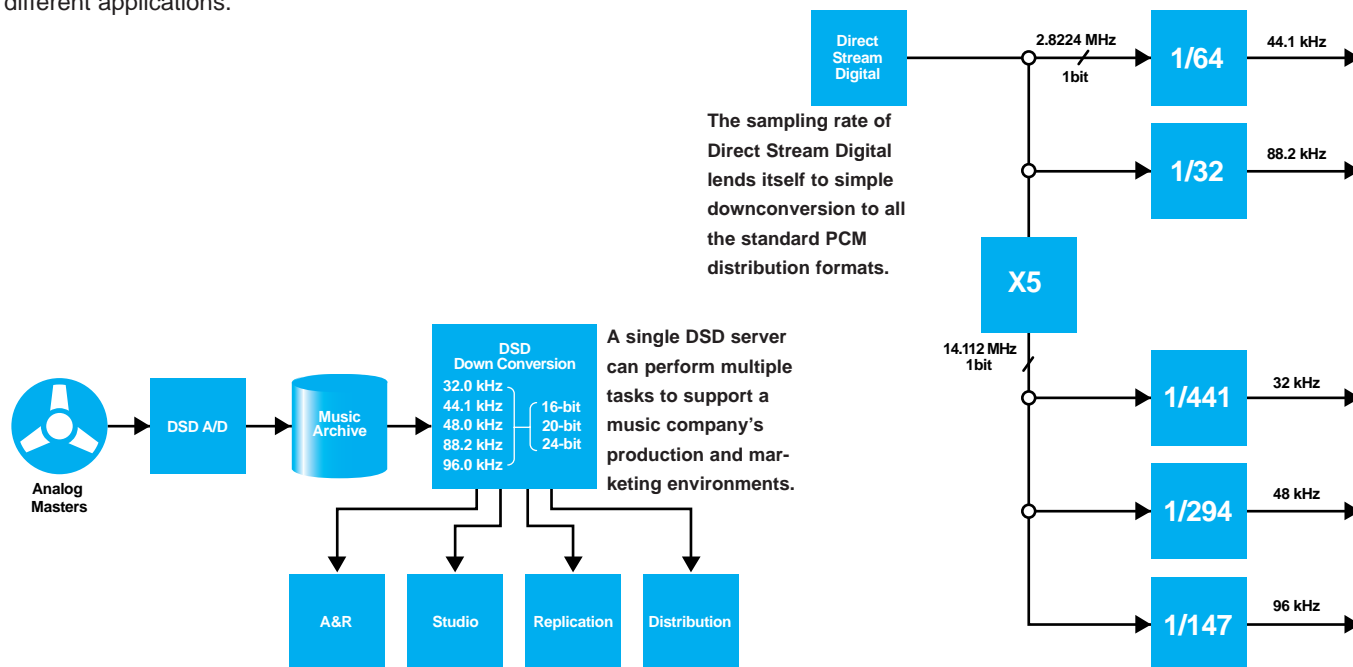 different applications.
Direct
Stream
Digital
2.8224 MHz
1bit
1/64
44.1 kHz
The sampling rate of
Direct Stream Digital
lends itself to simple
downconversion to all
the standard PCM
distribution formats.
1/32
88.2 kHz
X5
14.112 MHz
1bit
1/441
32 kHz
1/294
48 kHz
1/147
96 kHz
Analog
Masters
DSD A/D
Music
Archive
DSD
Down Conversion
32.0 kHz
44.1 kHz
48.0 kHz
88.2 kHz
96.0 kHz
16-bit
20-bit
24-bit
A single DSD server
can perform multiple
tasks to support a
music company’s
production and mar-
keting environments.
A&R
Studio
Replication
Distribution